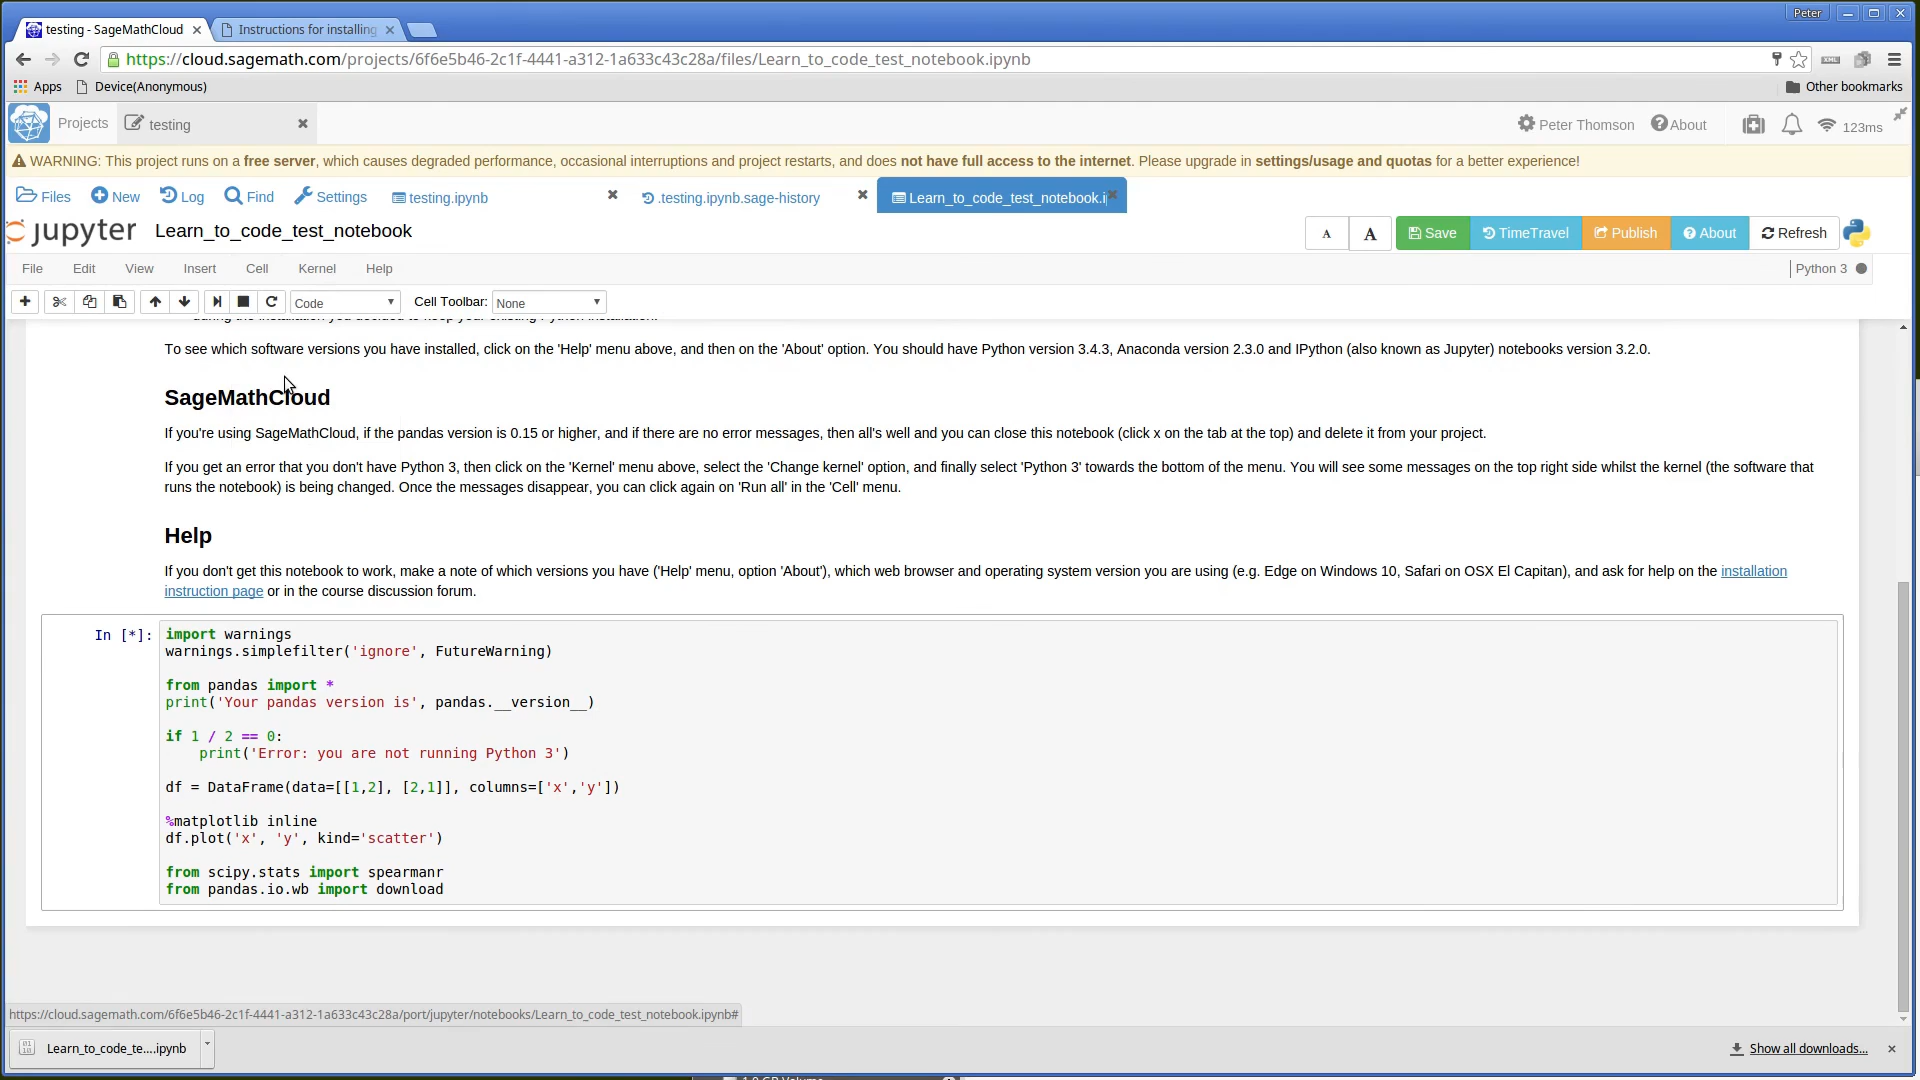 Peter
testing - SageMathCloud
Instructions for installing
https://cloud.sagemath.com/projects/6f6e5b46-2c1f-4441-a312-1a633c43c28a/files/Learn_to_code_test_notebook.ipynb
Apps Device(Anonymous) Other bookmarks
Projects testing Peter Thomson About 123ms
WARNING: This project runs on a free server, which causes degraded performance, occasional interruptions and project restarts, and does not have full access to the internet. Please upgrade in settings/usage and quotas for a better experience!
Files New Log Find Settings testing.ipynb .testing.ipynb.sage-history Learn_to_code_test_notebook.i
jupyter Learn_to_code_test_notebook A A Save TimeTravel Publish About Refresh
File Edit View Insert Cell Kernel Help Python 3
Code Cell Toolbar: None
during the installation you decided to keep your existing Python installation.
To see which software versions you have installed, click on the 'Help' menu above, and then on the 'About' option. You should have Python version 3.4.3, Anaconda version 2.3.0 and IPython (also known as Jupyter) notebooks version 3.2.0.
SageMathCloud
If you're using SageMathCloud, if the pandas version is 0.15 or higher, and if there are no error messages, then all's well and you can close this notebook (click x on the tab at the top) and delete it from your project.
If you get an error that you don't have Python 3, then click on the 'Kernel' menu above, select the 'Change kernel' option, and finally select 'Python 3' towards the bottom of the menu. You will see some messages on the top right side whilst the kernel (the software that
runs the notebook) is being changed. Once the messages disappear, you can click again on 'Run all' in the 'Cell' menu.
Help
If you don't get this notebook to work, make a note of which versions you have ('Help' menu, option 'About'), which web browser and operating system version you are using (e.g. Edge on Windows 10, Safari on OSX El Capitan), and ask for help on the installation
instruction page or in the course discussion forum.
In [*]: import warnings
warnings.simplefilter('ignore', FutureWarning)
from pandas import *
print('Your pandas version is', pandas.__version__)
if 1 / 2 == 0:
    print('Error: you are not running Python 3')
df = DataFrame(data=[[1,2], [2,1]], columns=['x','y'])
%matplotlib inline
df.plot('x', 'y', kind='scatter')
from scipy.stats import spearmanr
from pandas.io.wb import download
https://cloud.sagemath.com/6f6e5b46-2c1f-4441-a312-1a633c43c28a/port/jupyter/notebooks/Learn_to_code_test_notebook.ipynb#
Learn_to_code_te....ipynb Show all downloads...